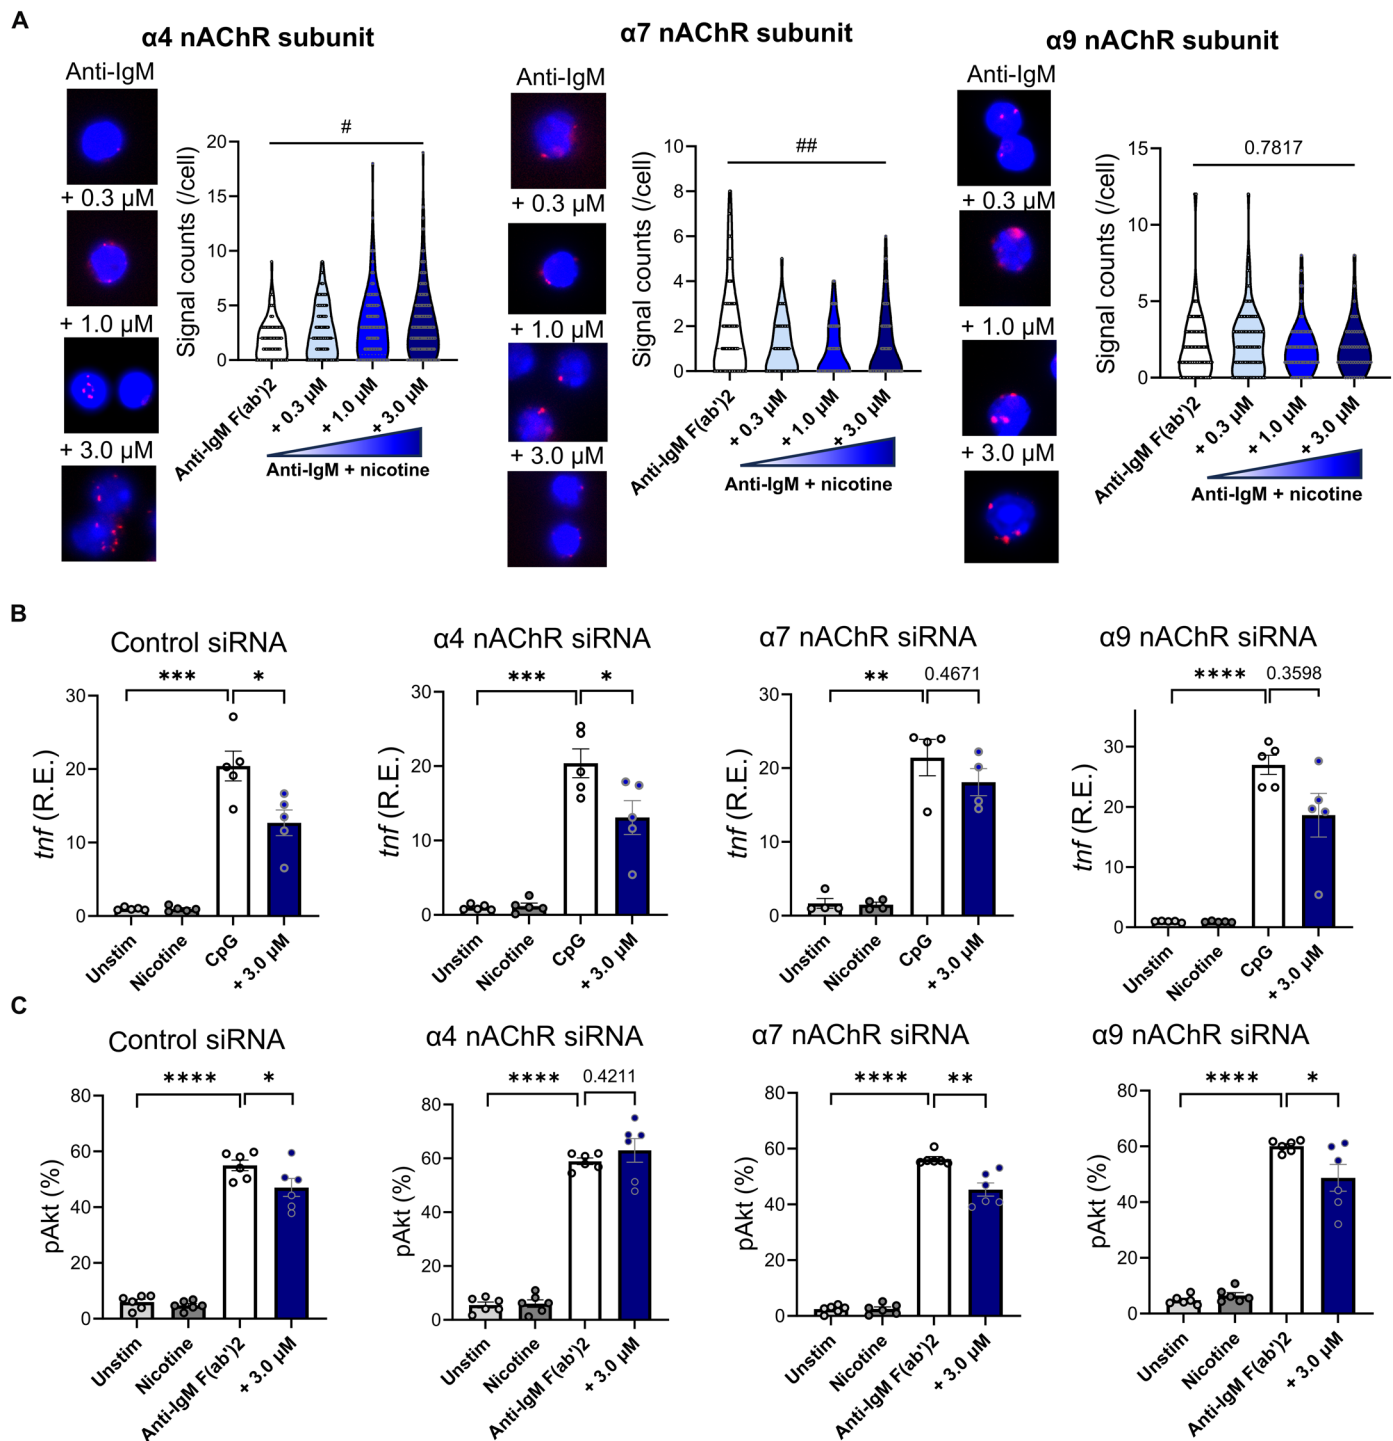 A
α4 nAChR subunit
Anti-IgM
+ 0.3 µM
+ 1.0 µM
+ 3.0 µM
Signal counts (/cell)
20
15
10
5
0
#
Anti-IgM F(ab')2
+ 0.3 µM
+ 1.0 µM
+ 3.0 µM
Anti-IgM + nicotine
α7 nAChR subunit
Anti-IgM
+ 0.3 µM
+ 1.0 µM
+ 3.0 µM
Signal counts (/cell)
10
8
6
4
2
0
##
Anti-IgM F(ab')2
+ 0.3 µM
+ 1.0 µM
+ 3.0 µM
Anti-IgM + nicotine
α9 nAChR subunit
Anti-IgM
+ 0.3 µM
+ 1.0 µM
+ 3.0 µM
Signal counts (/cell)
15
10
5
0
0.7817
Anti-IgM F(ab')2
+ 0.3 µM
+ 1.0 µM
+ 3.0 µM
Anti-IgM + nicotine
B
Control siRNA
*** *
tnf (R.E.)
30
20
10
0
Unstim
Nicotine
CpG
+ 3.0 µM
α4 nAChR siRNA
*** *
tnf (R.E.)
30
20
10
0
Unstim
Nicotine
CpG
+ 3.0 µM
α7 nAChR siRNA
** 0.4671
tnf (R.E.)
30
20
10
0
Unstim
Nicotine
CpG
+ 3.0 µM
α9 nAChR siRNA
**** 0.3598
tnf (R.E.)
30
20
10
0
Unstim
Nicotine
CpG
+ 3.0 µM
C
Control siRNA
**** *
pAkt (%)
80
60
40
20
0
Unstim
Nicotine
Anti-IgM F(ab')2
+ 3.0 µM
α4 nAChR siRNA
**** 0.4211
pAkt (%)
80
60
40
20
0
Unstim
Nicotine
Anti-IgM F(ab')2
+ 3.0 µM
α7 nAChR siRNA
**** **
pAkt (%)
80
60
40
20
0
Unstim
Nicotine
Anti-IgM F(ab')2
+ 3.0 µM
α9 nAChR siRNA
**** *
pAkt (%)
80
60
40
20
0
Unstim
Nicotine
Anti-IgM F(ab')2
+ 3.0 µM